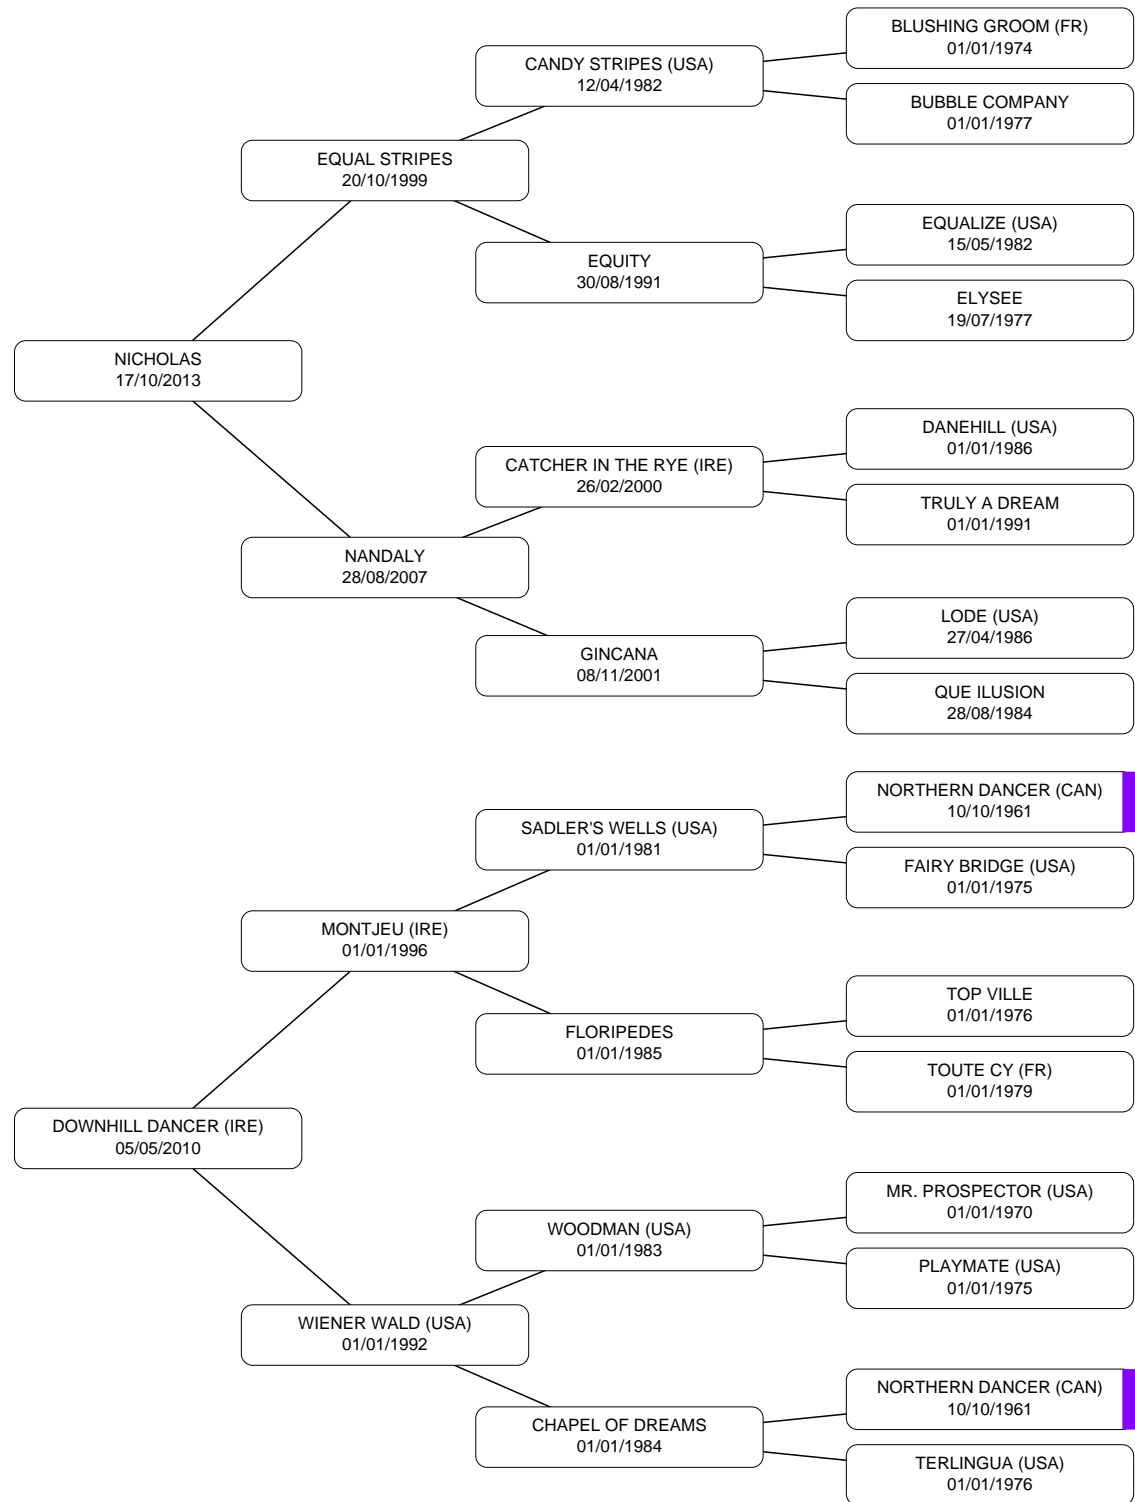 BLUSHING GROOM (FR)
01/01/1974
CANDY STRIPES (USA)
12/04/1982
BUBBLE COMPANY
01/01/1977
EQUAL STRIPES
20/10/1999
EQUALIZE (USA)
15/05/1982
EQUITY
30/08/1991
ELYSEE
19/07/1977
NICHOLAS
17/10/2013
DANEHILL (USA)
01/01/1986
CATCHER IN THE RYE (IRE)
26/02/2000
TRULY A DREAM
01/01/1991
NANDALY
28/08/2007
LODE (USA)
27/04/1986
GINCANA
08/11/2001
QUE ILUSION
28/08/1984
NORTHERN DANCER (CAN)
10/10/1961
SADLER'S WELLS (USA)
01/01/1981
FAIRY BRIDGE (USA)
01/01/1975
MONTJEU (IRE)
01/01/1996
TOP VILLE
01/01/1976
FLORIPEDES
01/01/1985
TOUTE CY (FR)
01/01/1979
DOWNHILL DANCER (IRE)
05/05/2010
MR. PROSPECTOR (USA)
01/01/1970
WOODMAN (USA)
01/01/1983
PLAYMATE (USA)
01/01/1975
WIENER WALD (USA)
01/01/1992
NORTHERN DANCER (CAN)
10/10/1961
CHAPEL OF DREAMS
01/01/1984
TERLINGUA (USA)
01/01/1976